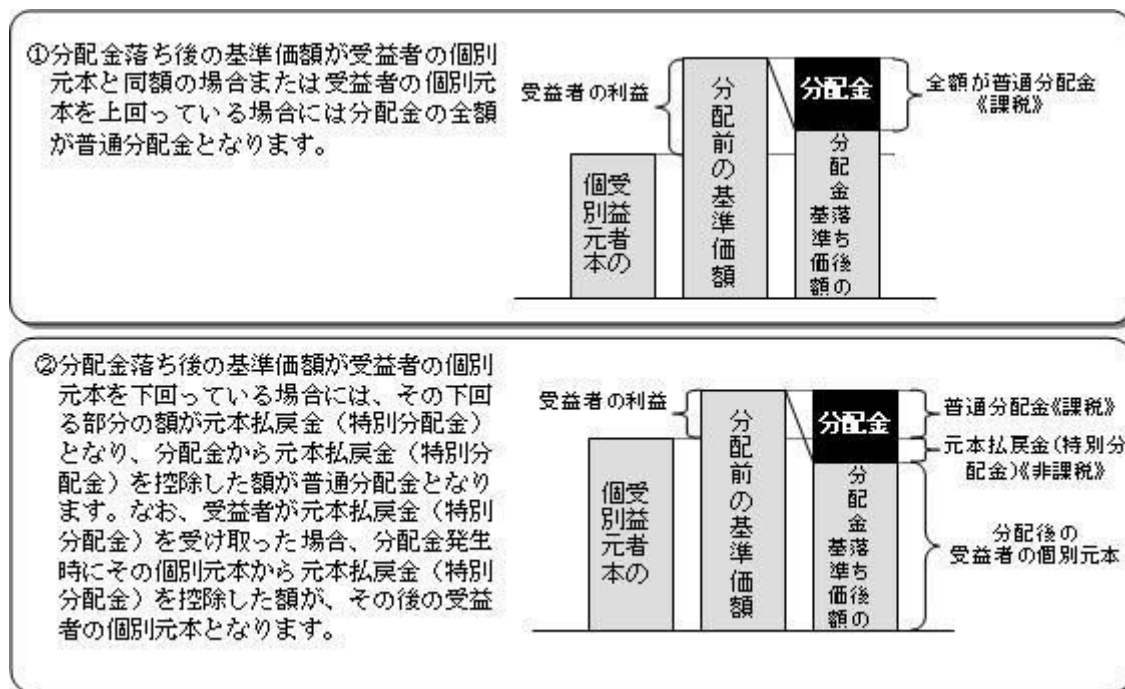 ①分配金落ち後の基準価額が受益者の個別
元本と同額の場合または受益者の個別元
本を上回っている場合には分配金の全額
が普通分配金となります。
受益者の利益
個別元本
受益者の
分配前の基準価額
分配金
分配金落ち後の
基準価額
全額が普通分配金
《課税》
②分配金落ち後の基準価額が受益者の個別
元本を下回っている場合には、その下回
る部分の額が元本払戻金（特別分配金）
となり、分配金から元本払戻金（特別分
配金）を控除した額が普通分配金となり
ます。なお、受益者が元本払戻金（特別
分配金）を受け取った場合、分配金発生
時にその個別元本から元本払戻金（特別
分配金）を控除した額が、その後の受益
者の個別元本となります。
受益者の利益
受益者の
個別元本
分配前の基準価額
分配金
分配金落ち後の
基準価額
普通分配金《課税》
元本払戻金(特別分
配金)《非課税》
分配後の
受益者の個別元本